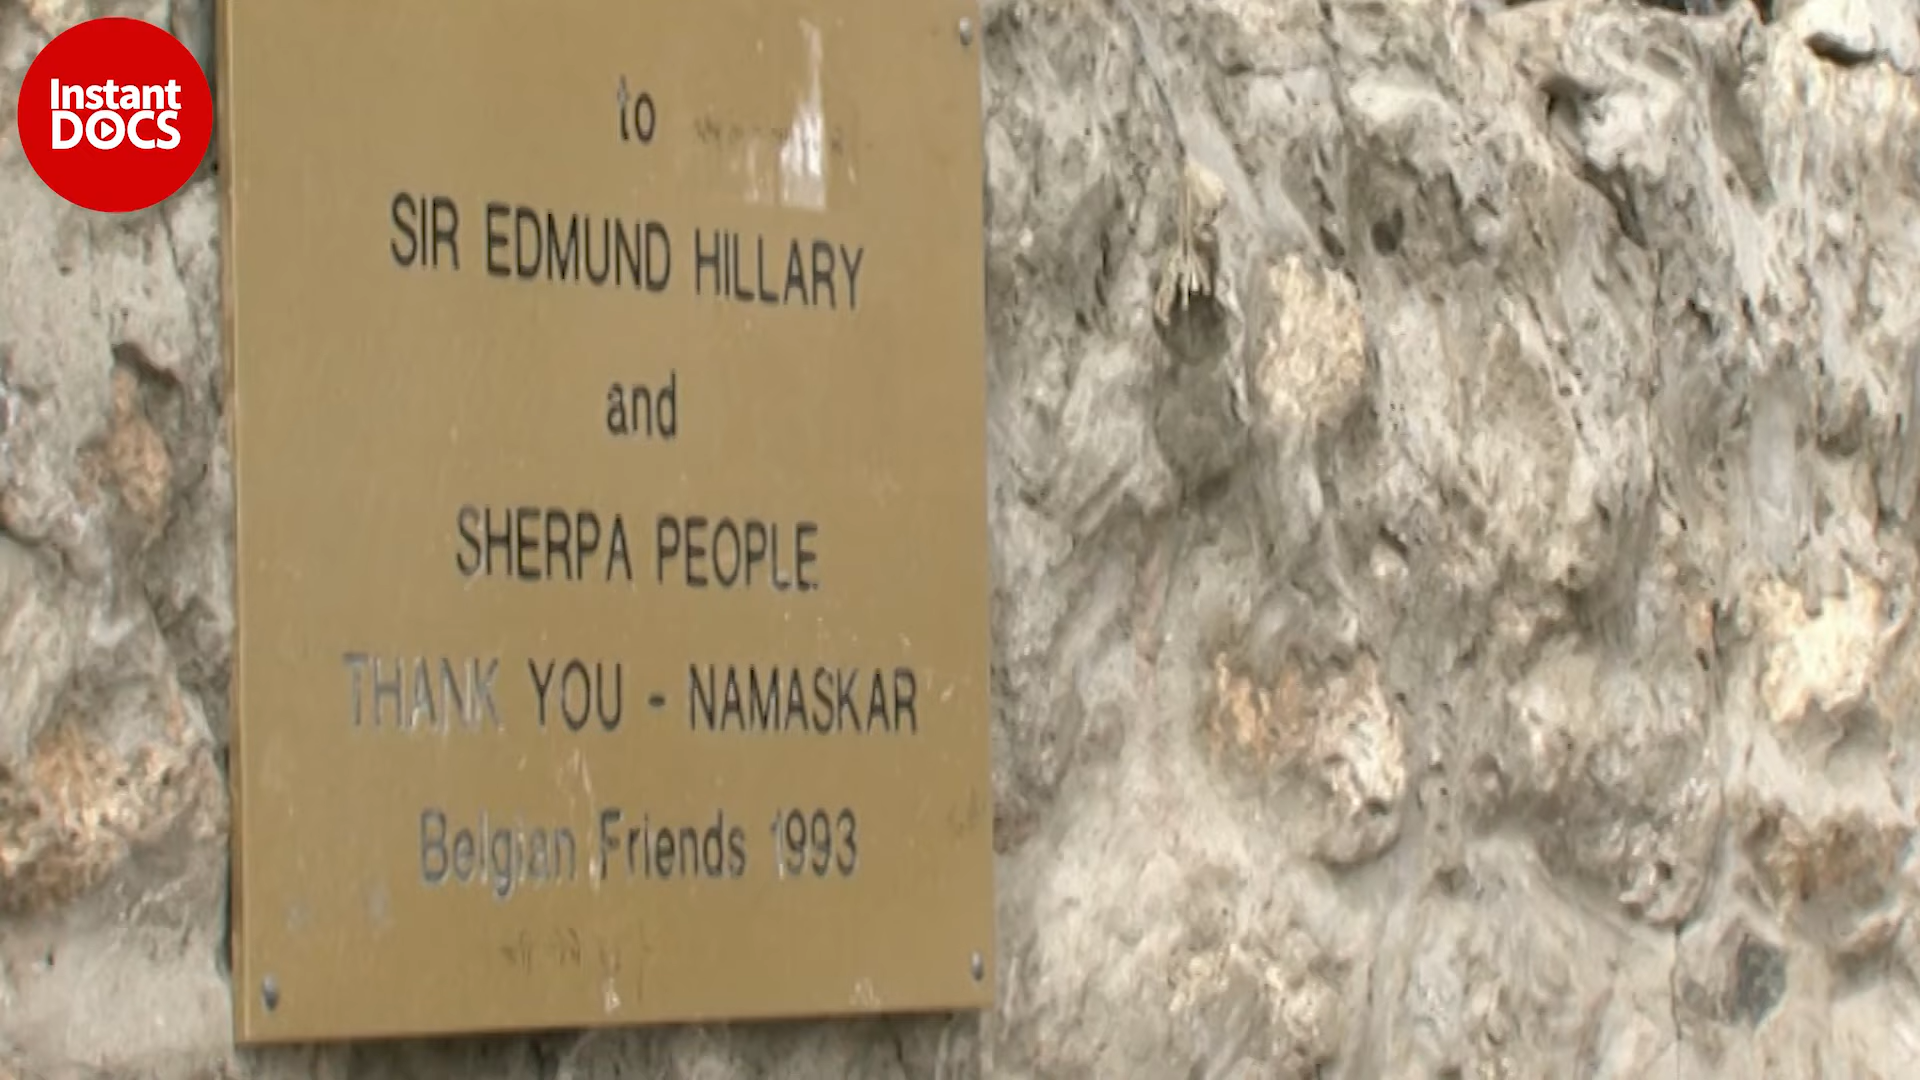 Instant
DOCS
to
SIR EDMUND HILLARY
and
SHERPA PEOPLE
THANK YOU - NAMASKAR
Belgian Friends 1993